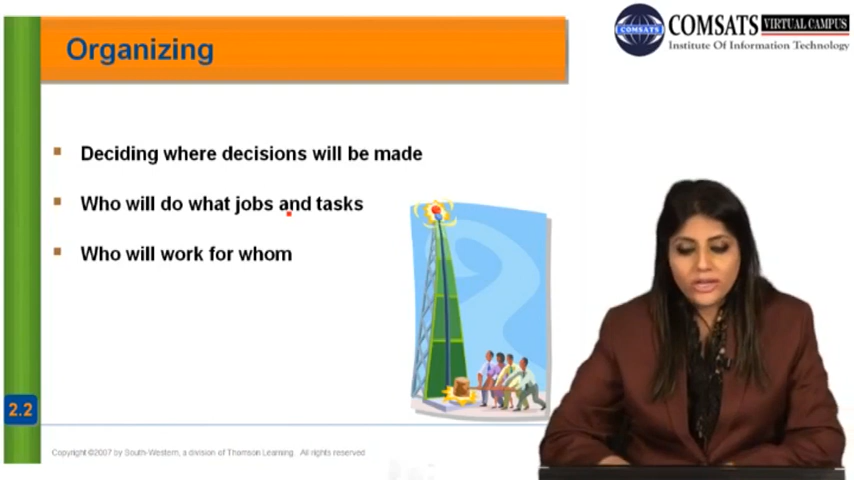 Organizing
COMSATS VIRTUAL CAMPUS
COMSATS
Institute Of Information Technology
Deciding where decisions will be made
Who will do what jobs and tasks
Who will work for whom
2.2
Copyright ©2007 by South-Western, a division of Thomson Learning. All rights reserved